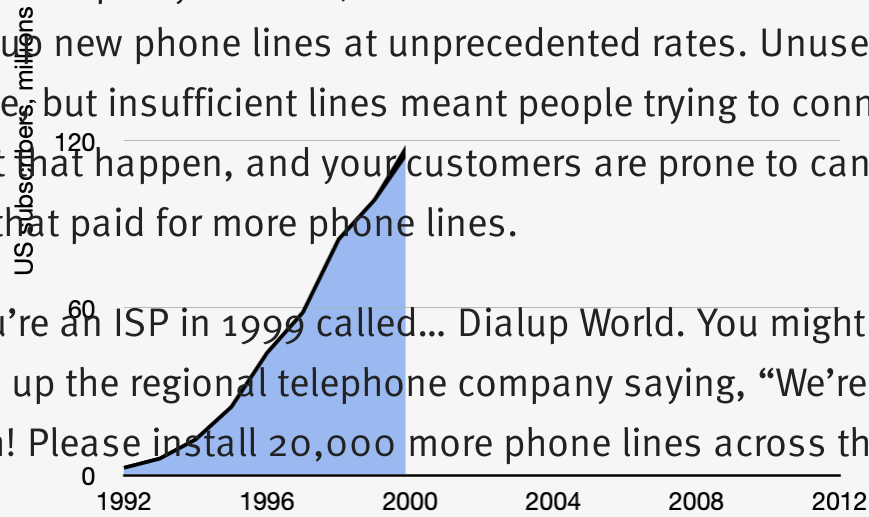 up new phone lines at unprecedented rates. Unuse
e, but insufficient lines meant people trying to conn
t that happen, and your customers are prone to can
that paid for more phone lines.
u’re an ISP in 1999 called… Dialup World. You might
up the regional telephone company saying, “We’re
n! Please install 20,000 more phone lines across th
US subscribers, millions
120
60
0
1992 1996 2000 2004 2008 2012